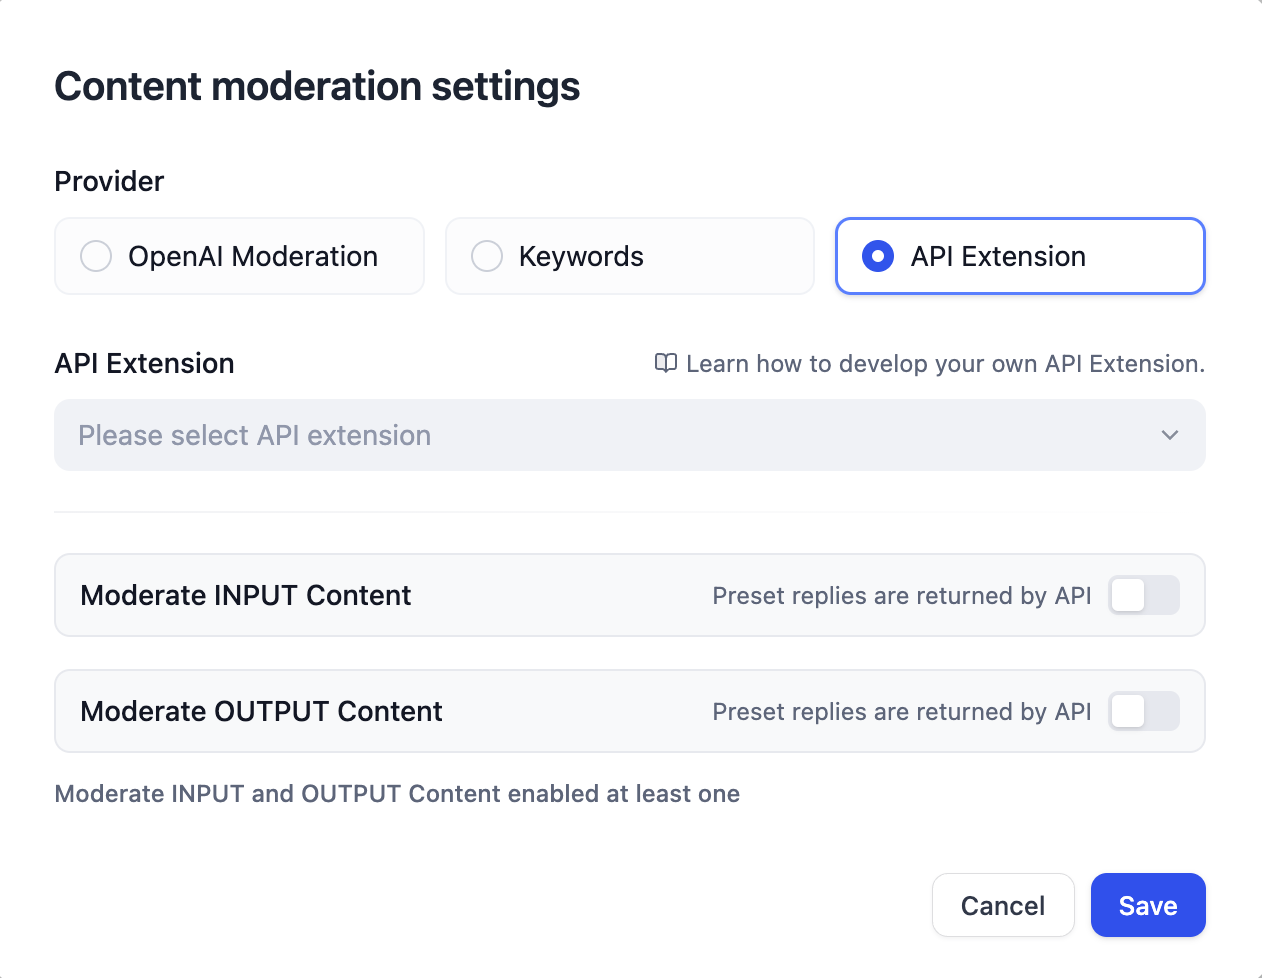 Content moderation settings
Provider
OpenAI Moderation
Keywords
API Extension
API Extension
Learn how to develop your own API Extension.
Please select API extension
Moderate INPUT Content
Preset replies are returned by API
Moderate OUTPUT Content
Preset replies are returned by API
Moderate INPUT and OUTPUT Content enabled at least one
Cancel
Save